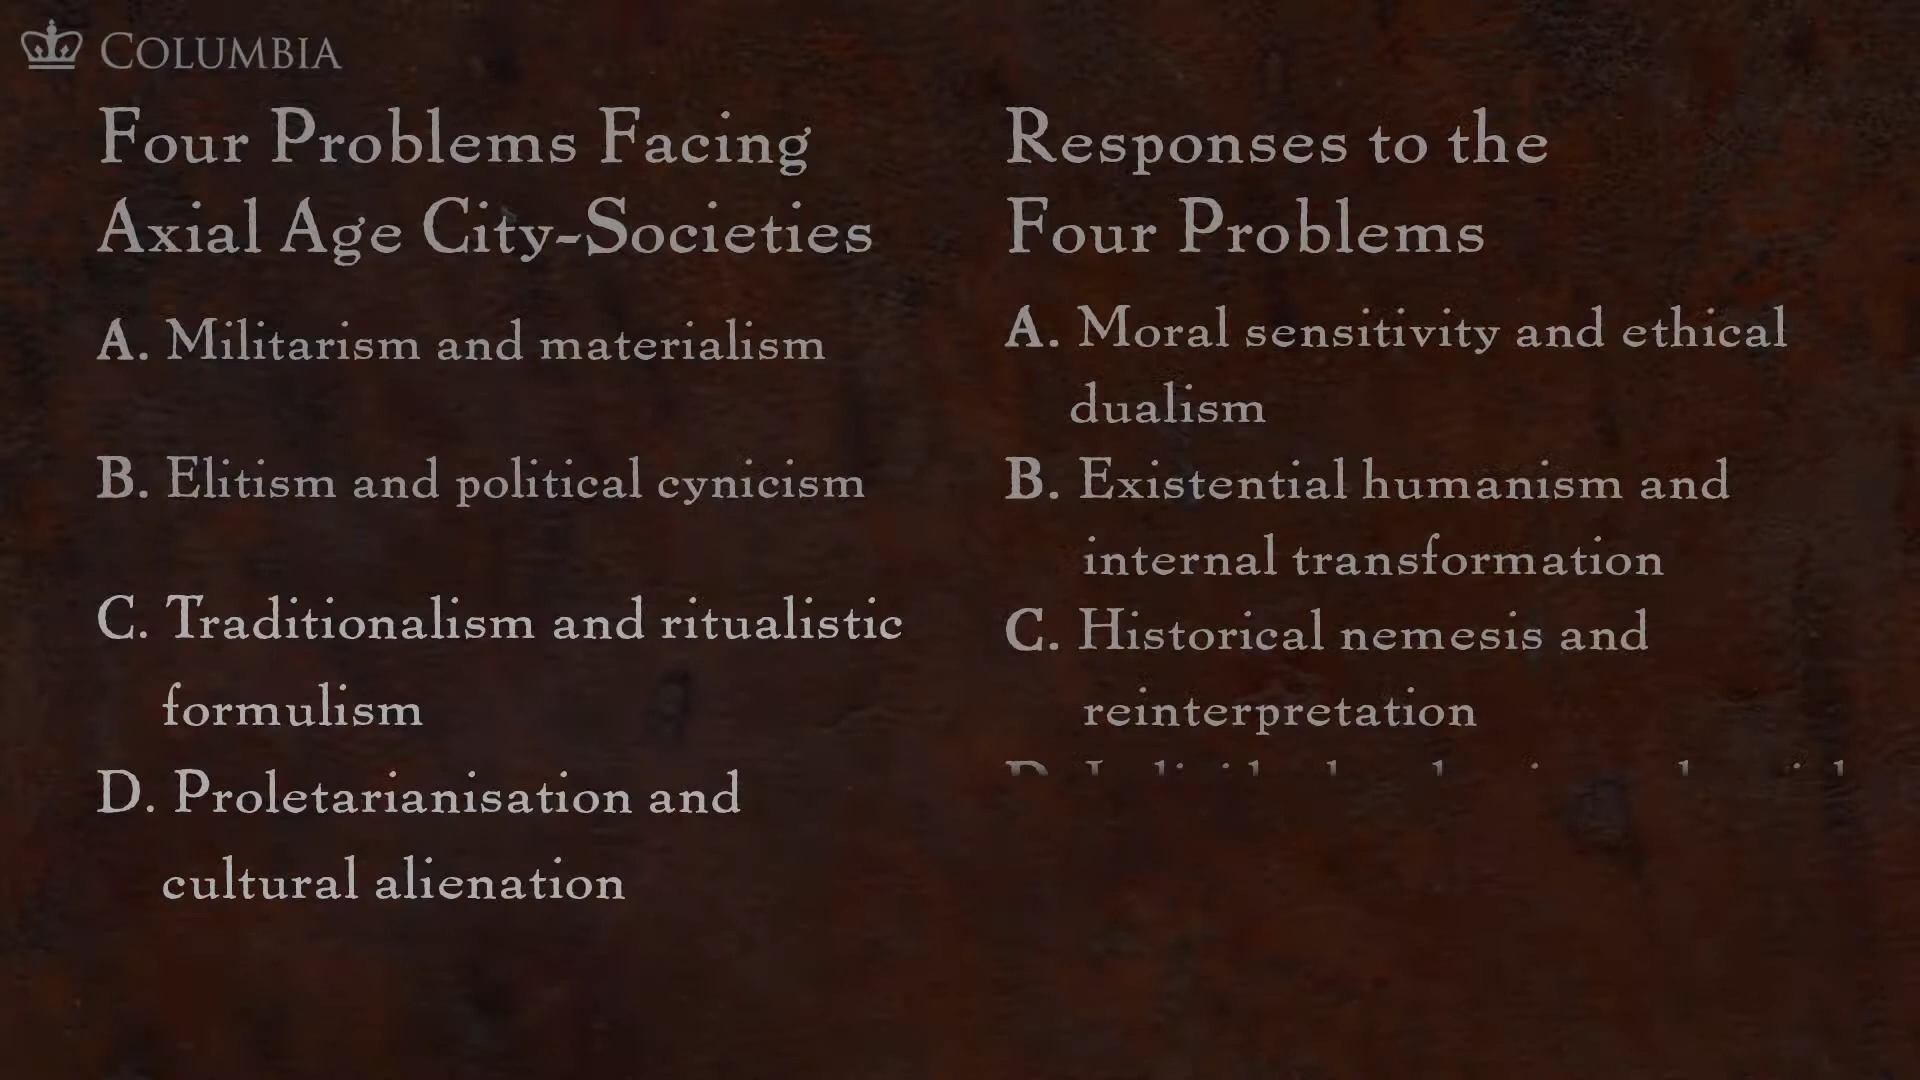 COLUMBIA
Four Problems Facing
Axial Age City-Societies
A. Militarism and materialism
B. Elitism and political cynicism
C. Traditionalism and ritualistic
formulism
D. Proletarianisation and
cultural alienation
Responses to the
Four Problems
A. Moral sensitivity and ethical
dualism
B. Existential humanism and
internal transformation
C. Historical nemesis and
reinterpretation